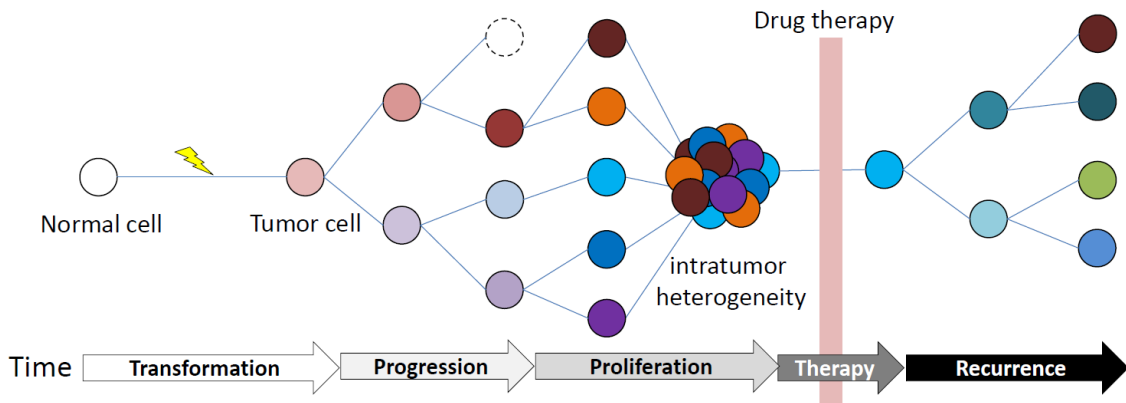 Drug therapy
Normal cell
Tumor cell
intratumor
heterogeneity
Time
Transformation
Progression
Proliferation
Therapy
Recurrence